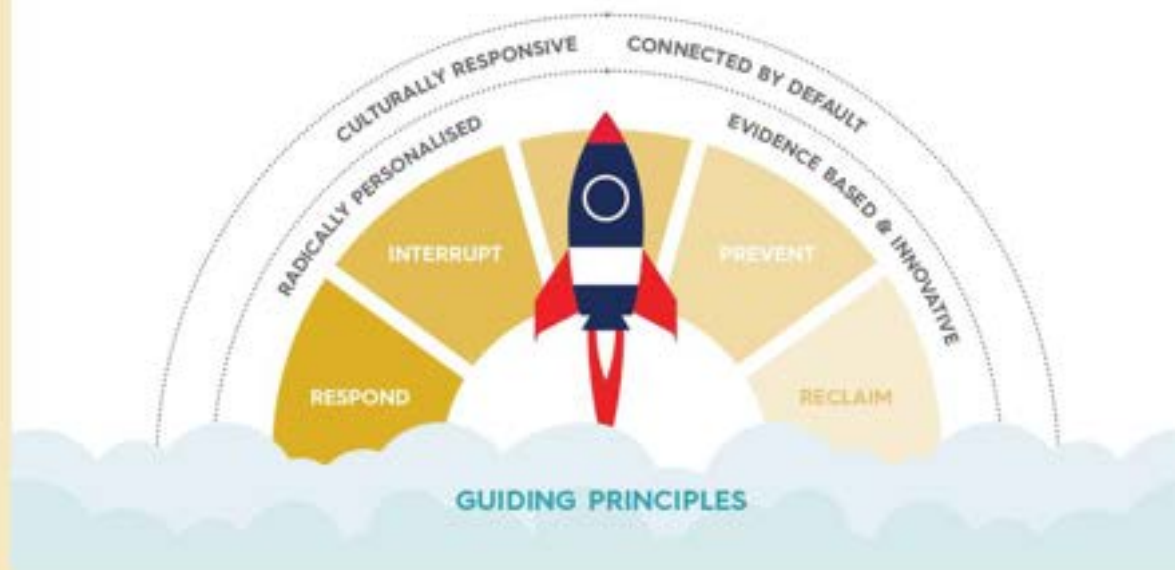 CULTURALLY RESPONSIVE
CONNECTED BY DEFAULT
RADICALLY PERSONALISED
EVIDENCE BASED & INNOVATIVE
RESPOND
INTERRUPT
PREVENT
RECLAIM
GUIDING PRINCIPLES